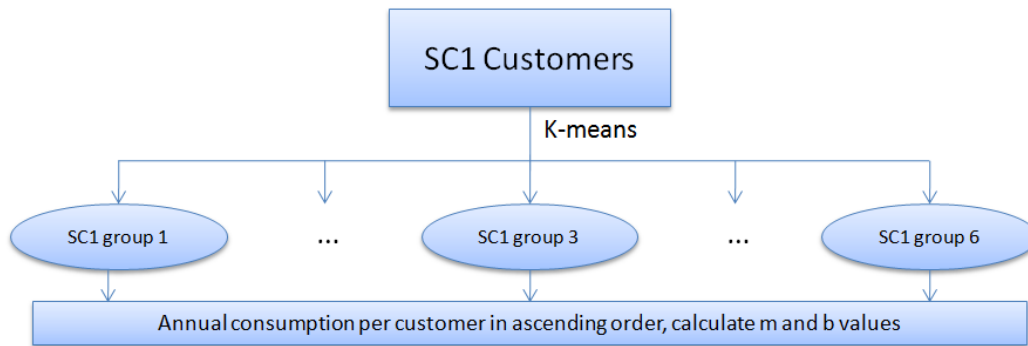 SC1 Customers
K-means
SC1 group 1
...
SC1 group 3
...
SC1 group 6
Annual consumption per customer in ascending order, calculate m and b values